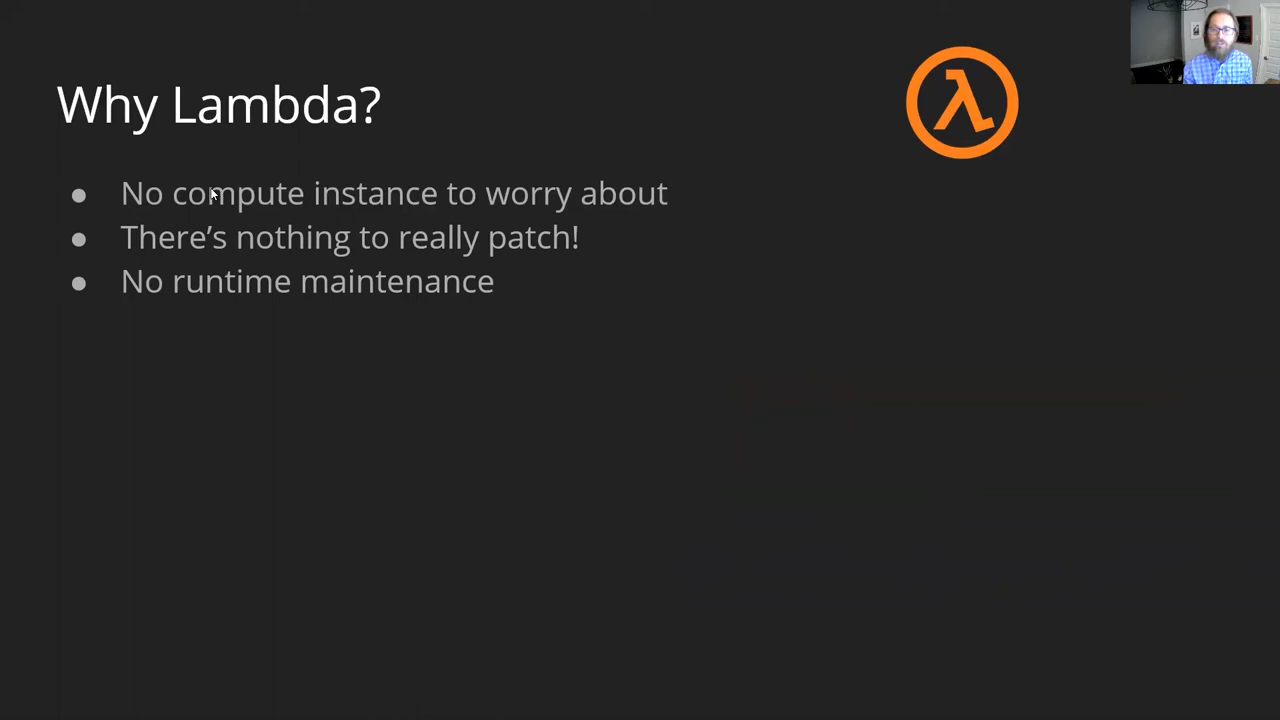 Why Lambda?
● No compute instance to worry about
● There’s nothing to really patch!
● No runtime maintenance